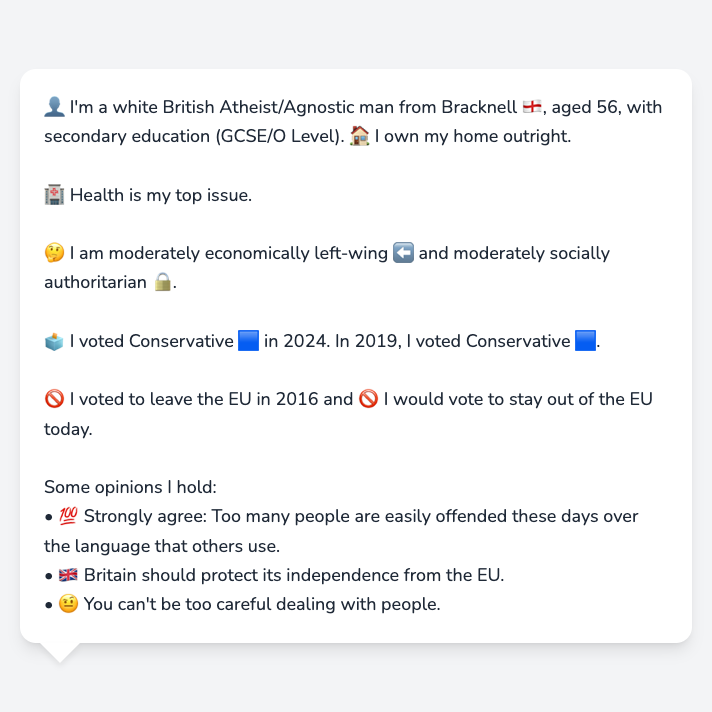 👤 I'm a white British Atheist/Agnostic man from Bracknell 🏴󠁧󠁢󠁥󠁮󠁧󠁿, aged 56, with
secondary education (GCSE/O Level). 🏠 I own my home outright.
🏥 Health is my top issue.
🤔 I am moderately economically left-wing ⬅️ and moderately socially
authoritarian 🔒.
🗳️ I voted Conservative 🟦 in 2024. In 2019, I voted Conservative 🟦.
🚫 I voted to leave the EU in 2016 and 🚫 I would vote to stay out of the EU
today.
Some opinions I hold:
• 💯 Strongly agree: Too many people are easily offended these days over
the language that others use.
• 🇬🇧 Britain should protect its independence from the EU.
• 🤨 You can't be too careful dealing with people.